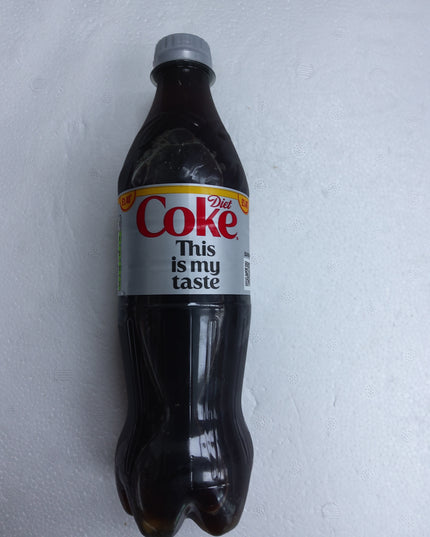 Diet
Coke
This
is my
taste